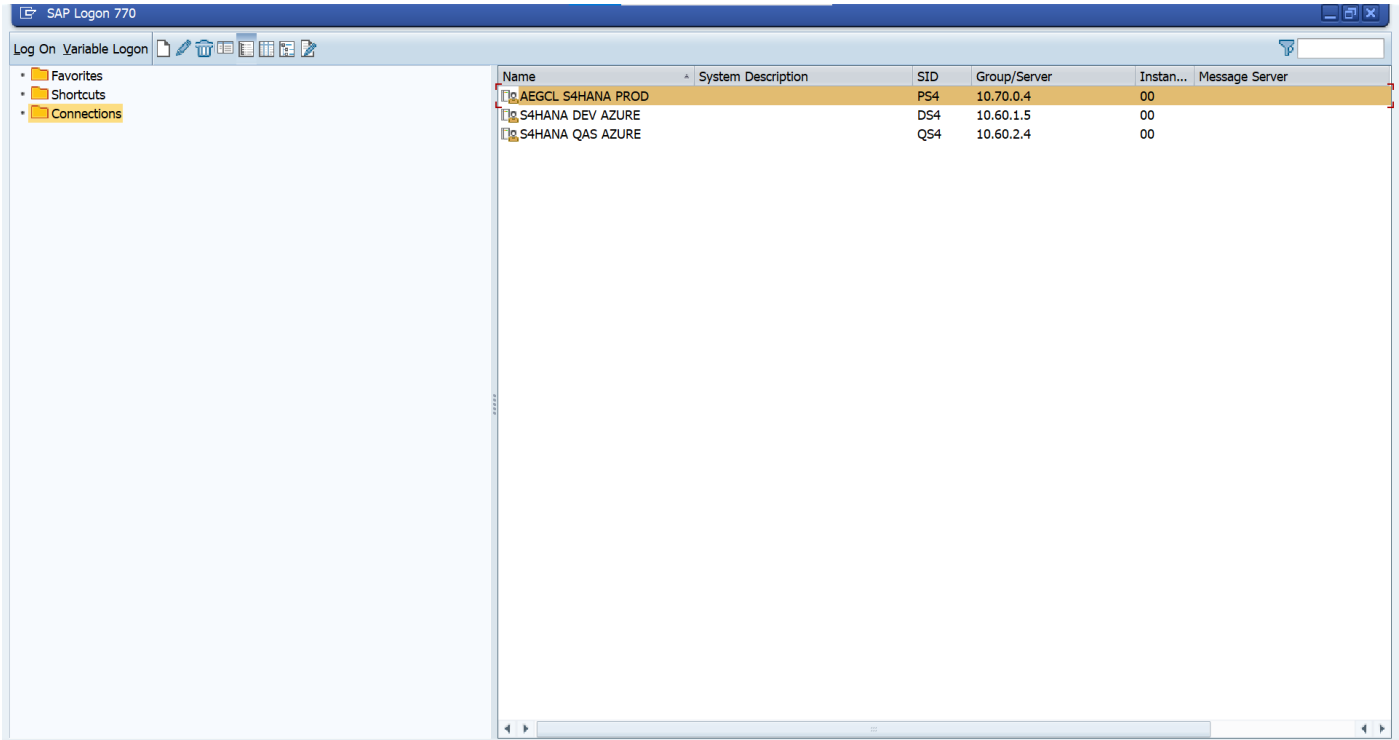 SAP Logon 770
Log On Variable Logon
Favorites
Shortcuts
Connections
Name System Description SID Group/Server Instan... Message Server
AEGCL S4HANA PROD PS4 10.70.0.4 00
S4HANA DEV AZURE DS4 10.60.1.5 00
S4HANA QAS AZURE QS4 10.60.2.4 00